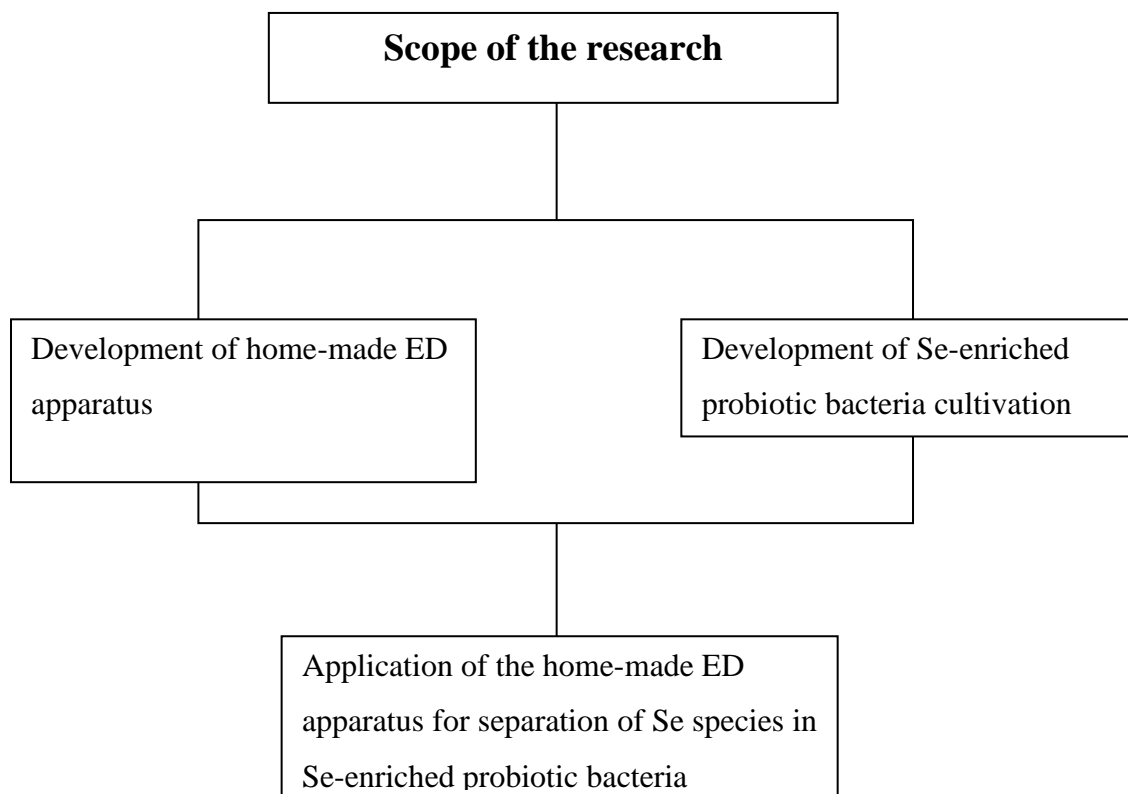 Scope of the research
Development of home-made ED
apparatus
Development of Se-enriched
probiotic bacteria cultivation
Application of the home-made ED
apparatus for separation of Se species in
Se-enriched probiotic bacteria